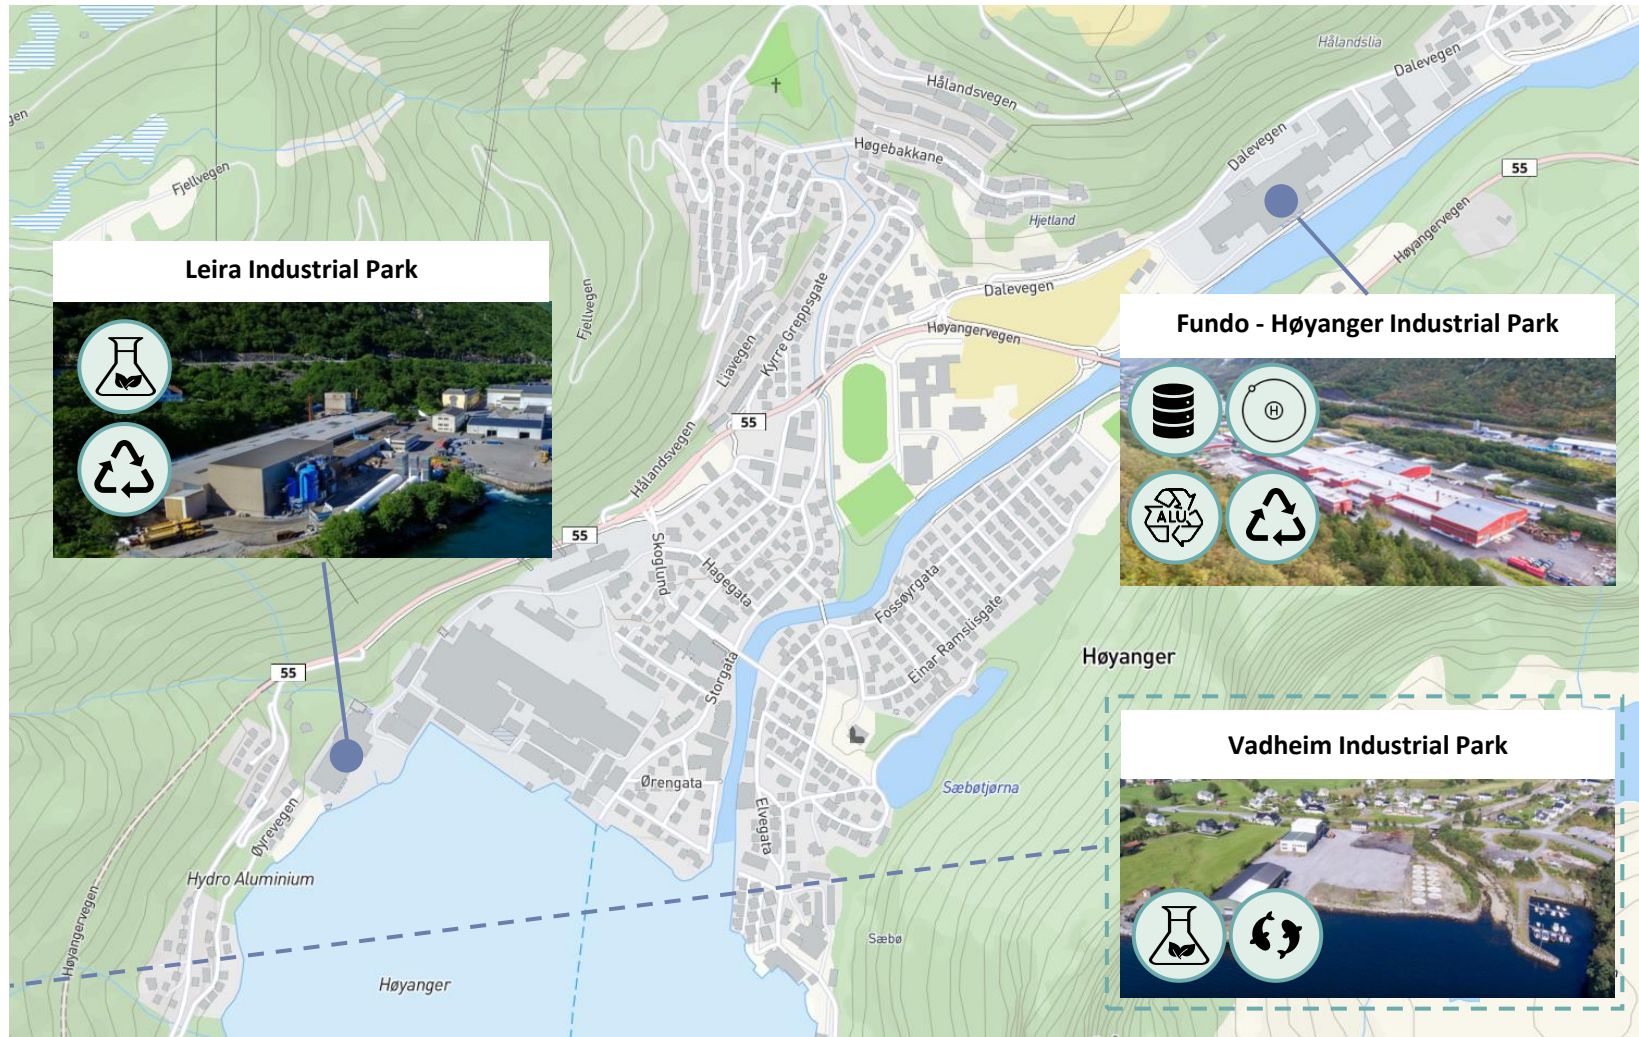 Hålandslia
Dalevegen
Hålandsvegen
gen
Høgebakkane
Dalevegen
55
Fjellvegen
Hjetland
Høyangervegen
Leira Industrial Park
Fjellvegen
Liavegen
Kyrre Greppsgate
Dalevegen
Høyangervegen
Fundo - Høyanger Industrial Park
H
ALU
55
Hålandsvegen
55
Skoglund
Hagegata
Fossøyrgata
Einar Ramslisgate
Høyanger
Storgata
55
Vadheim Industrial Park
Ørengata
Sæbøtjørna
Elvegata
Øyrevegen
Hydro Aluminium
Høyangervegen
Sæbø
Høyanger